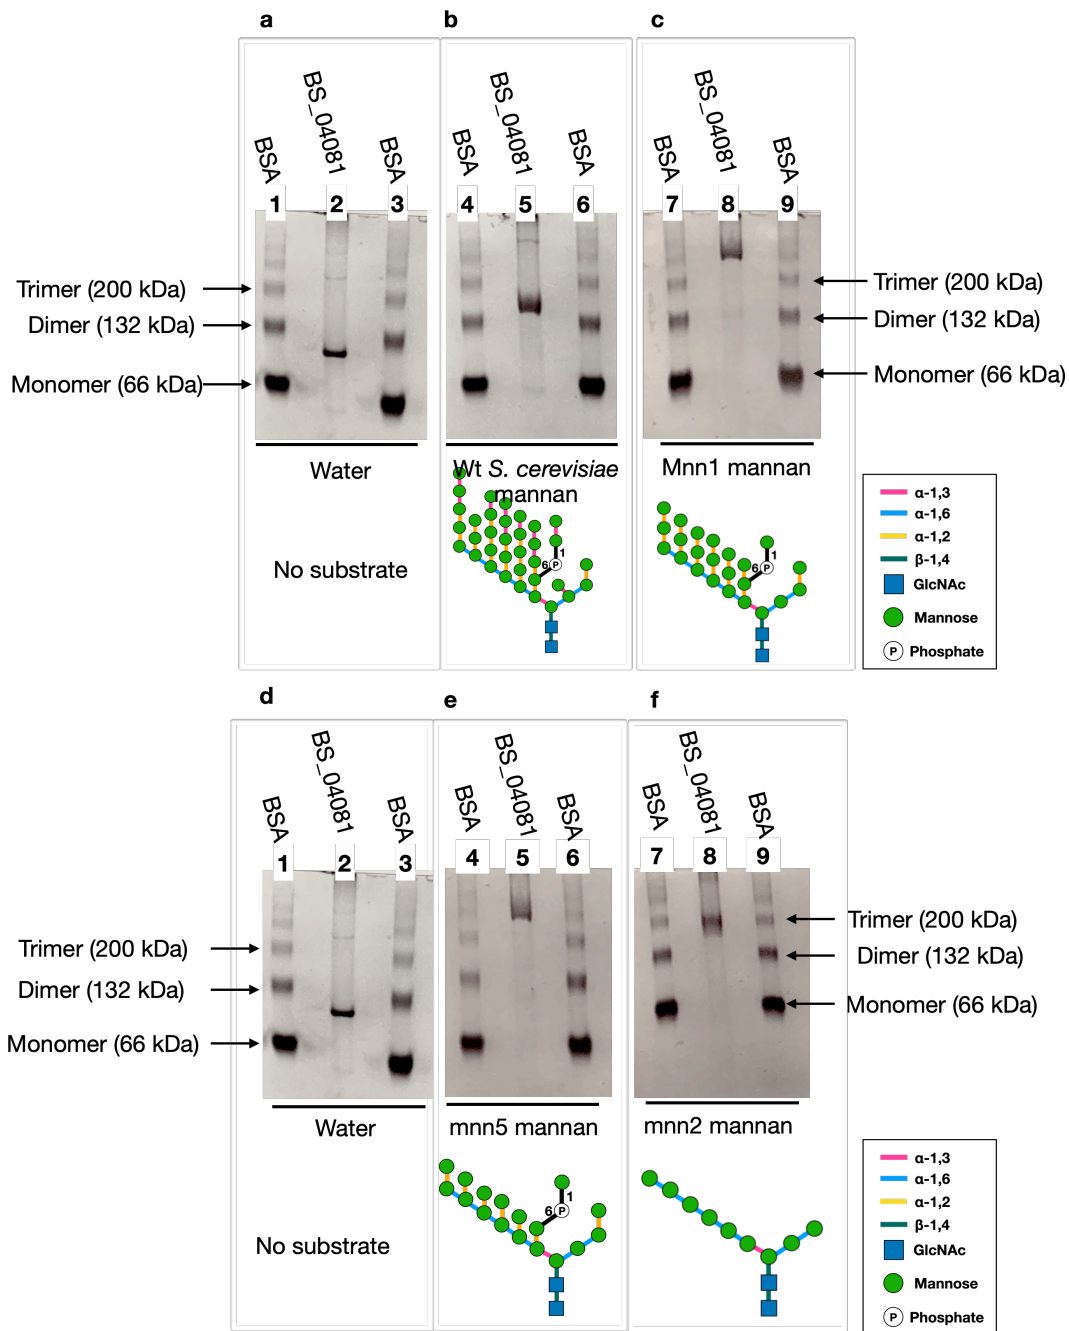 a
b
c
BSA
BS_04081
BSA
BSA
BS_04081
BSA
BSA
BS_04081
BSA
1
2
3
4
5
6
7
8
9
Trimer (200 kDa)
Dimer (132 kDa)
Monomer (66 kDa)
Trimer (200 kDa)
Dimer (132 kDa)
Monomer (66 kDa)
Water
Wt S. cerevisiae
mannan
Mnn1 mannan
No substrate
6
P
1
6
P
1
α-1,3
α-1,6
α-1,2
β-1,4
GlcNAc
Mannose
P Phosphate
d
e
f
BSA
BS_04081
BSA
BSA
BS_04081
BSA
BSA
BS_04081
BSA
1
2
3
4
5
6
7
8
9
Trimer (200 kDa)
Dimer (132 kDa)
Monomer (66 kDa)
Trimer (200 kDa)
Dimer (132 kDa)
Monomer (66 kDa)
Water
mnn5 mannan
mnn2 mannan
No substrate
6
P
1
α-1,3
α-1,6
α-1,2
β-1,4
GlcNAc
Mannose
P Phosphate